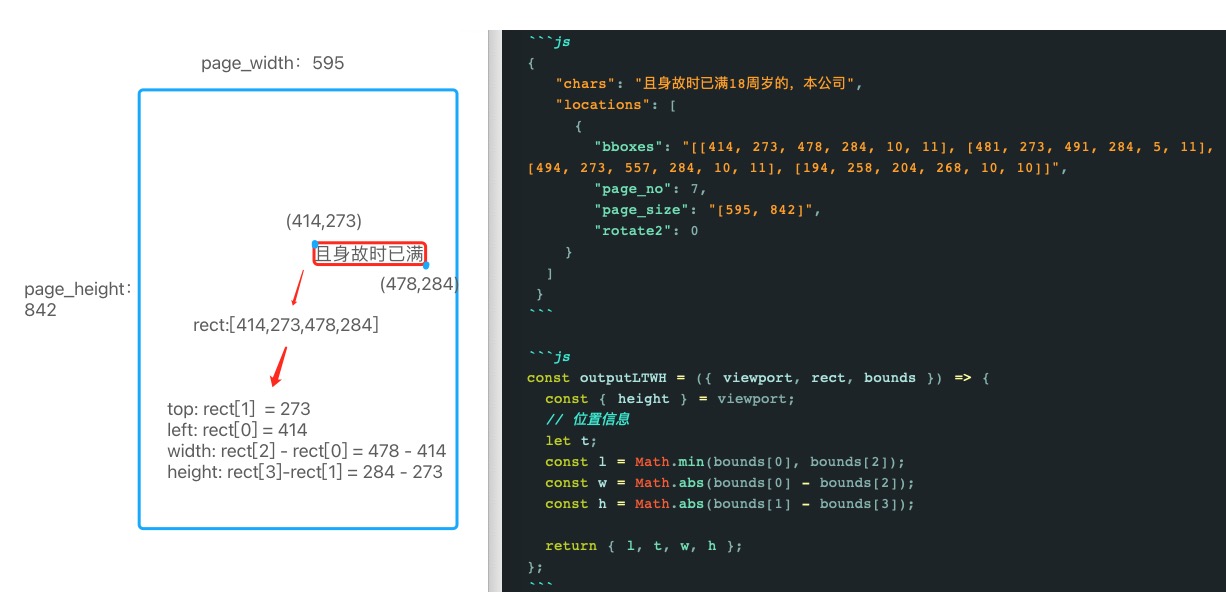 page_width：595
(414,273)
且身故时已满
(478,284)
page_height：
842
rect:[414,273,478,284]
top: rect[1] = 273
left: rect[0] = 414
width: rect[2] - rect[0] = 478 - 414
height: rect[3]-rect[1] = 284 - 273
```js
{
"chars": "且身故时已满18周岁的，本公司",
"locations": [
{
"bboxes": "[[414, 273, 478, 284, 10, 11], [481, 273, 491, 284, 5, 11],
[494, 273, 557, 284, 10, 11], [194, 258, 204, 268, 10, 10]]",
"page_no": 7,
"page_size": "[595, 842]",
"rotate2": 0
}
]
}
```
```js
const outputLTWH = ({ viewport, rect, bounds }) => {
const { height } = viewport;
// 位置信息
let t;
const l = Math.min(bounds[0], bounds[2]);
const w = Math.abs(bounds[0] - bounds[2]);
const h = Math.abs(bounds[1] - bounds[3]);
return { l, t, w, h };
};
```